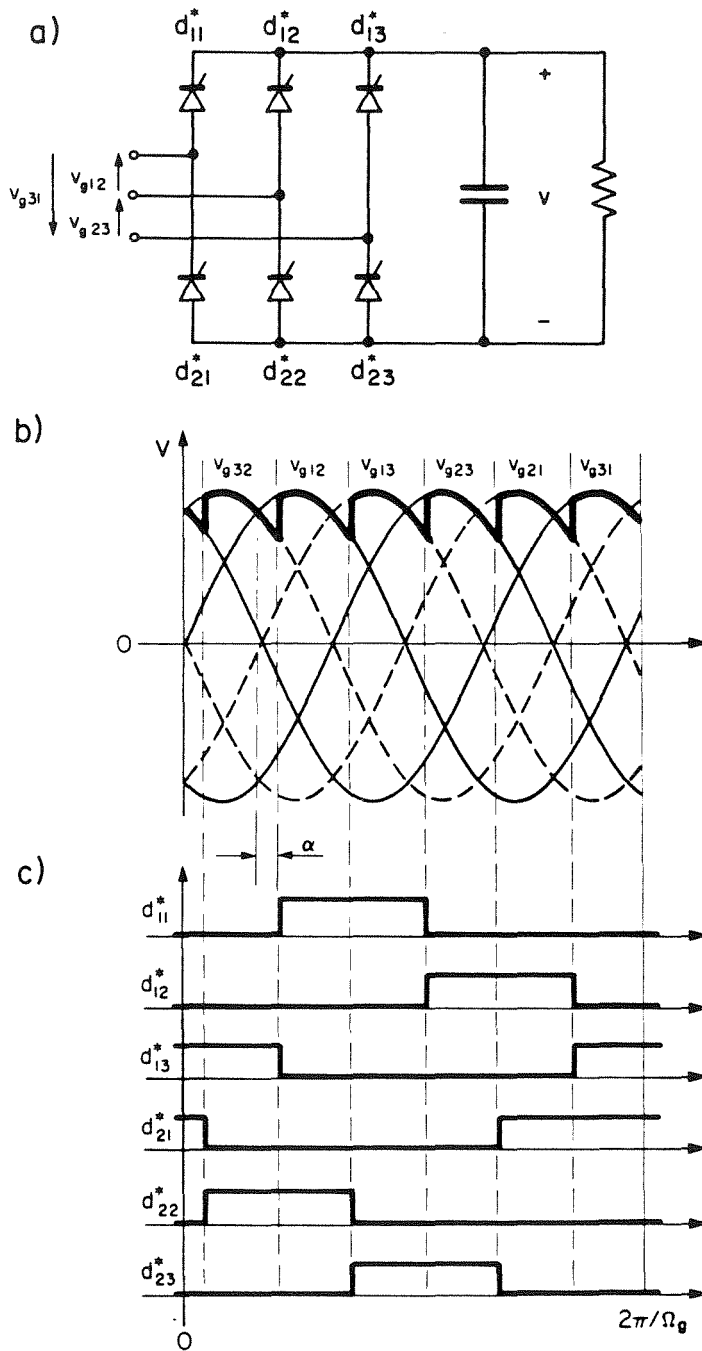 a)
d*11 d*12 d*13
+
vg12
vg31
v
vg23
−
d*21 d*22 d*23
b)
V
vg32 vg12 vg13 vg23 vg21 vg31
0
α
c)
d*11
d*12
d*13
d*21
d*22
d*23
0
2π/Ωg